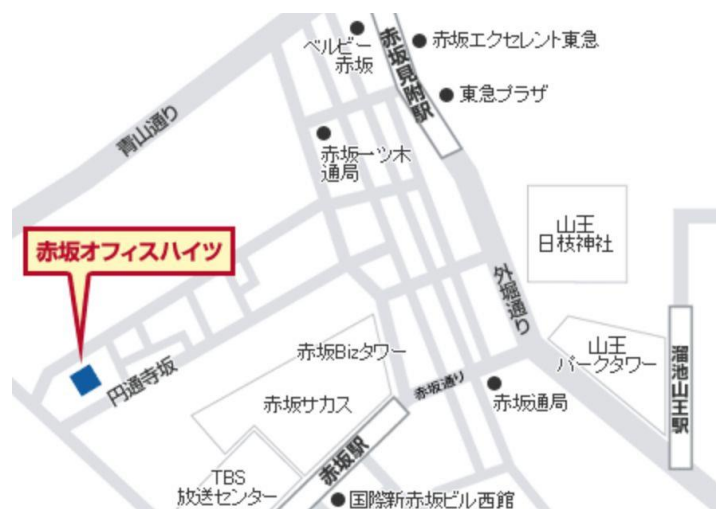 ベルビー
赤坂
赤坂見附駅
赤坂エクセレント東急
東急プラザ
青山通り
赤坂一ツ木
通局
山王
日枝神社
赤坂オフィスハイツ
外堀通り
赤坂Bizタワー
山王
パークタワー
溜池山王駅
円通寺坂
赤坂通り
赤坂通局
赤坂サカス
赤坂駅
TBS
放送センター
国際新赤坂ビル西館